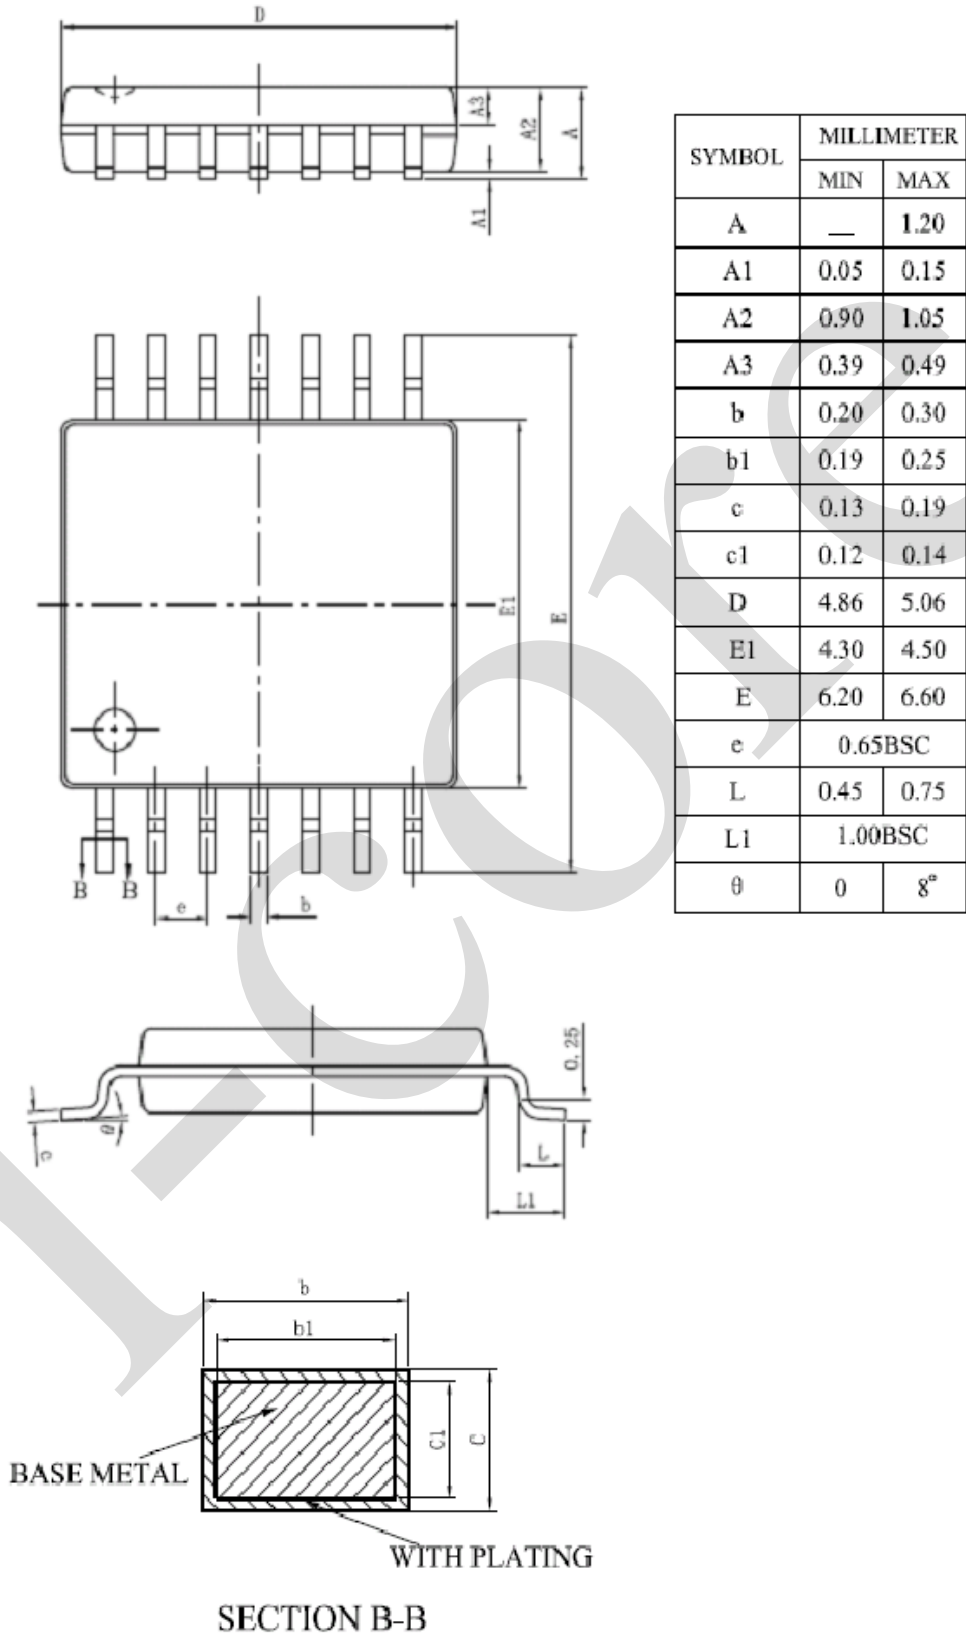 D
A3
A2
A
A1
E1
E
B
B
e
b
0.25
c
θ
L
L1
b
b1
C1
C
BASE METAL
WITH PLATING
SECTION B-B
SYMBOL MILLIMETER
MIN MAX
A — 1.20
A1 0.05 0.15
A2 0.90 1.05
A3 0.39 0.49
b 0.20 0.30
b1 0.19 0.25
c 0.13 0.19
c1 0.12 0.14
D 4.86 5.06
E1 4.30 4.50
E 6.20 6.60
e 0.65BSC
L 0.45 0.75
L1 1.00BSC
θ 0 8°
i-core